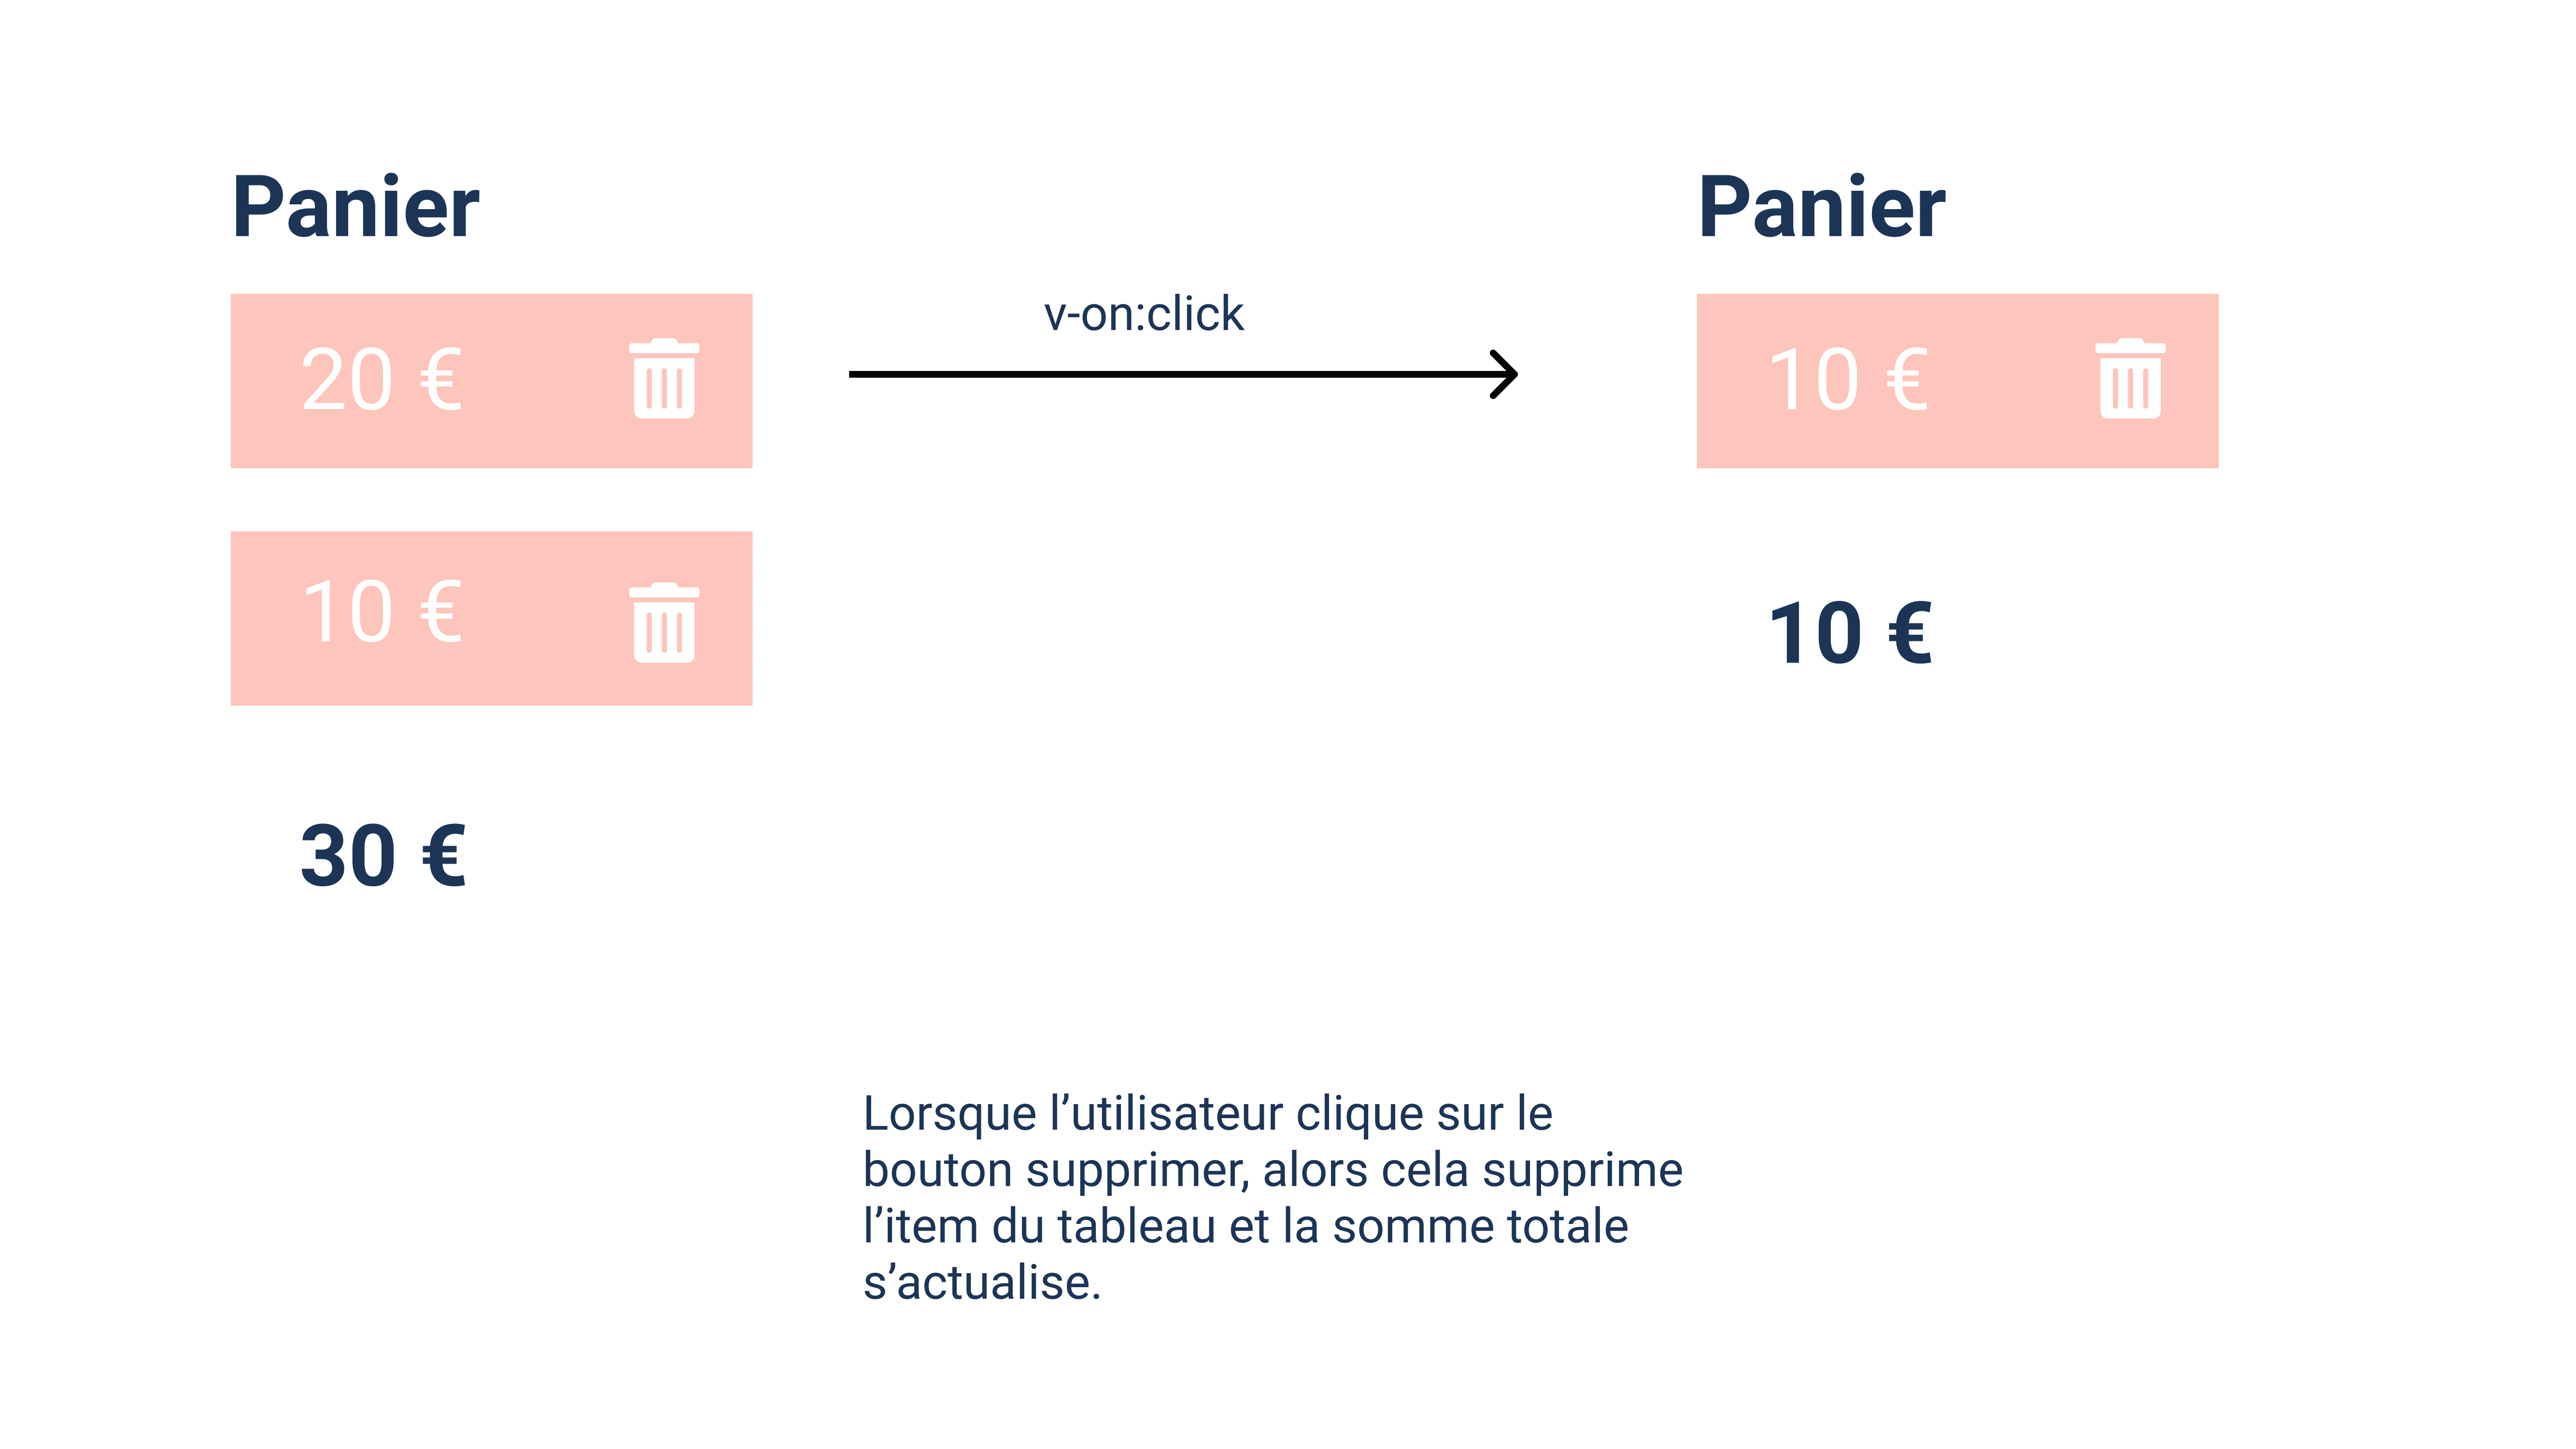 Panier
20 €
10 €
30 €
v-on:click
Panier
10 €
10 €
Lorsque l’utilisateur clique sur le
bouton supprimer, alors cela supprime
l’item du tableau et la somme totale
s’actualise.